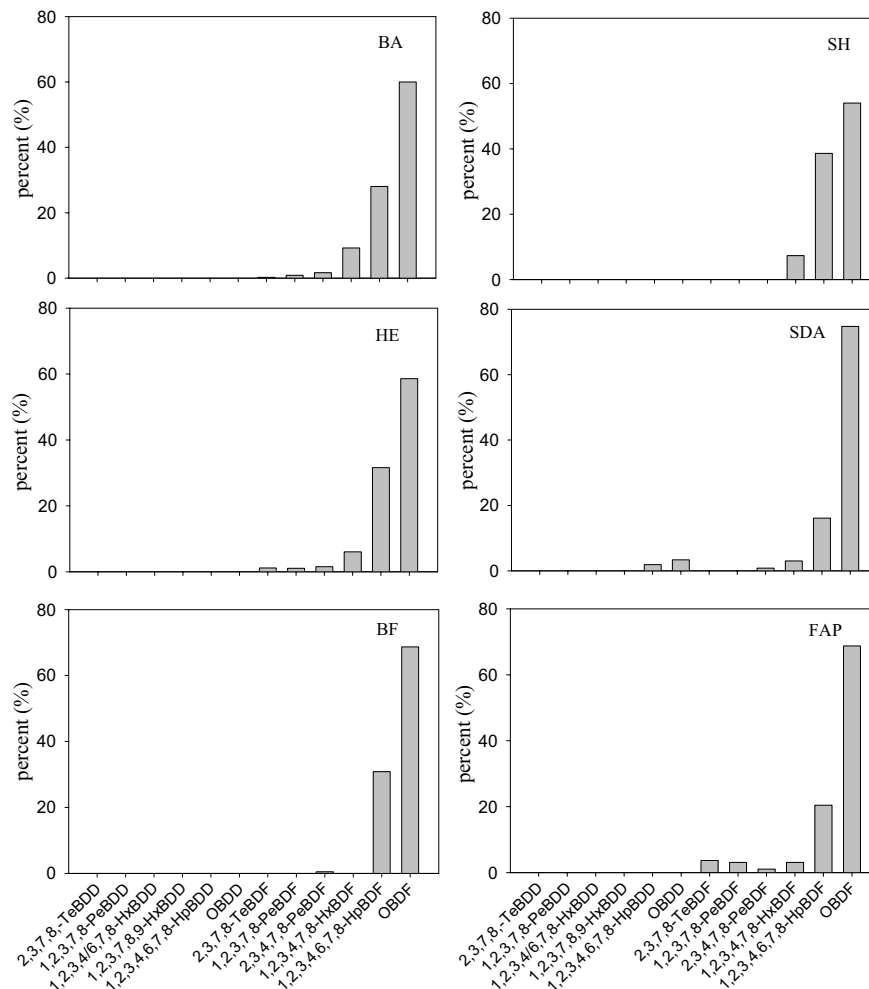 80
60
40
20
0
percent (%)
BA
80
60
40
20
0
percent (%)
SH
80
60
40
20
0
percent (%)
HE
80
60
40
20
0
percent (%)
SDA
80
60
40
20
0
percent (%)
BF
2,3,7,8,-TeBDD
1,2,3,7,8-PeBDD
1,2,3,4/6,7,8-HxBDD
1,2,3,7,8,9-HxBDD
1,2,3,4,6,7,8-HpBDD
OBDD
2,3,7,8-TeBDF
1,2,3,7,8-PeBDF
2,3,4,7,8-PeBDF
1,2,3,4,7,8-HxBDF
1,2,3,4,6,7,8-HpBDF
OBDF
80
60
40
20
0
percent (%)
FAP
2,3,7,8,-TeBDD
1,2,3,7,8-PeBDD
1,2,3,4/6,7,8-HxBDD
1,2,3,7,8,9-HxBDD
1,2,3,4,6,7,8-HpBDD
OBDD
2,3,7,8-TeBDF
1,2,3,7,8-PeBDF
2,3,4,7,8-PeBDF
1,2,3,4,7,8-HxBDF
1,2,3,4,6,7,8-HpBDF
OBDF